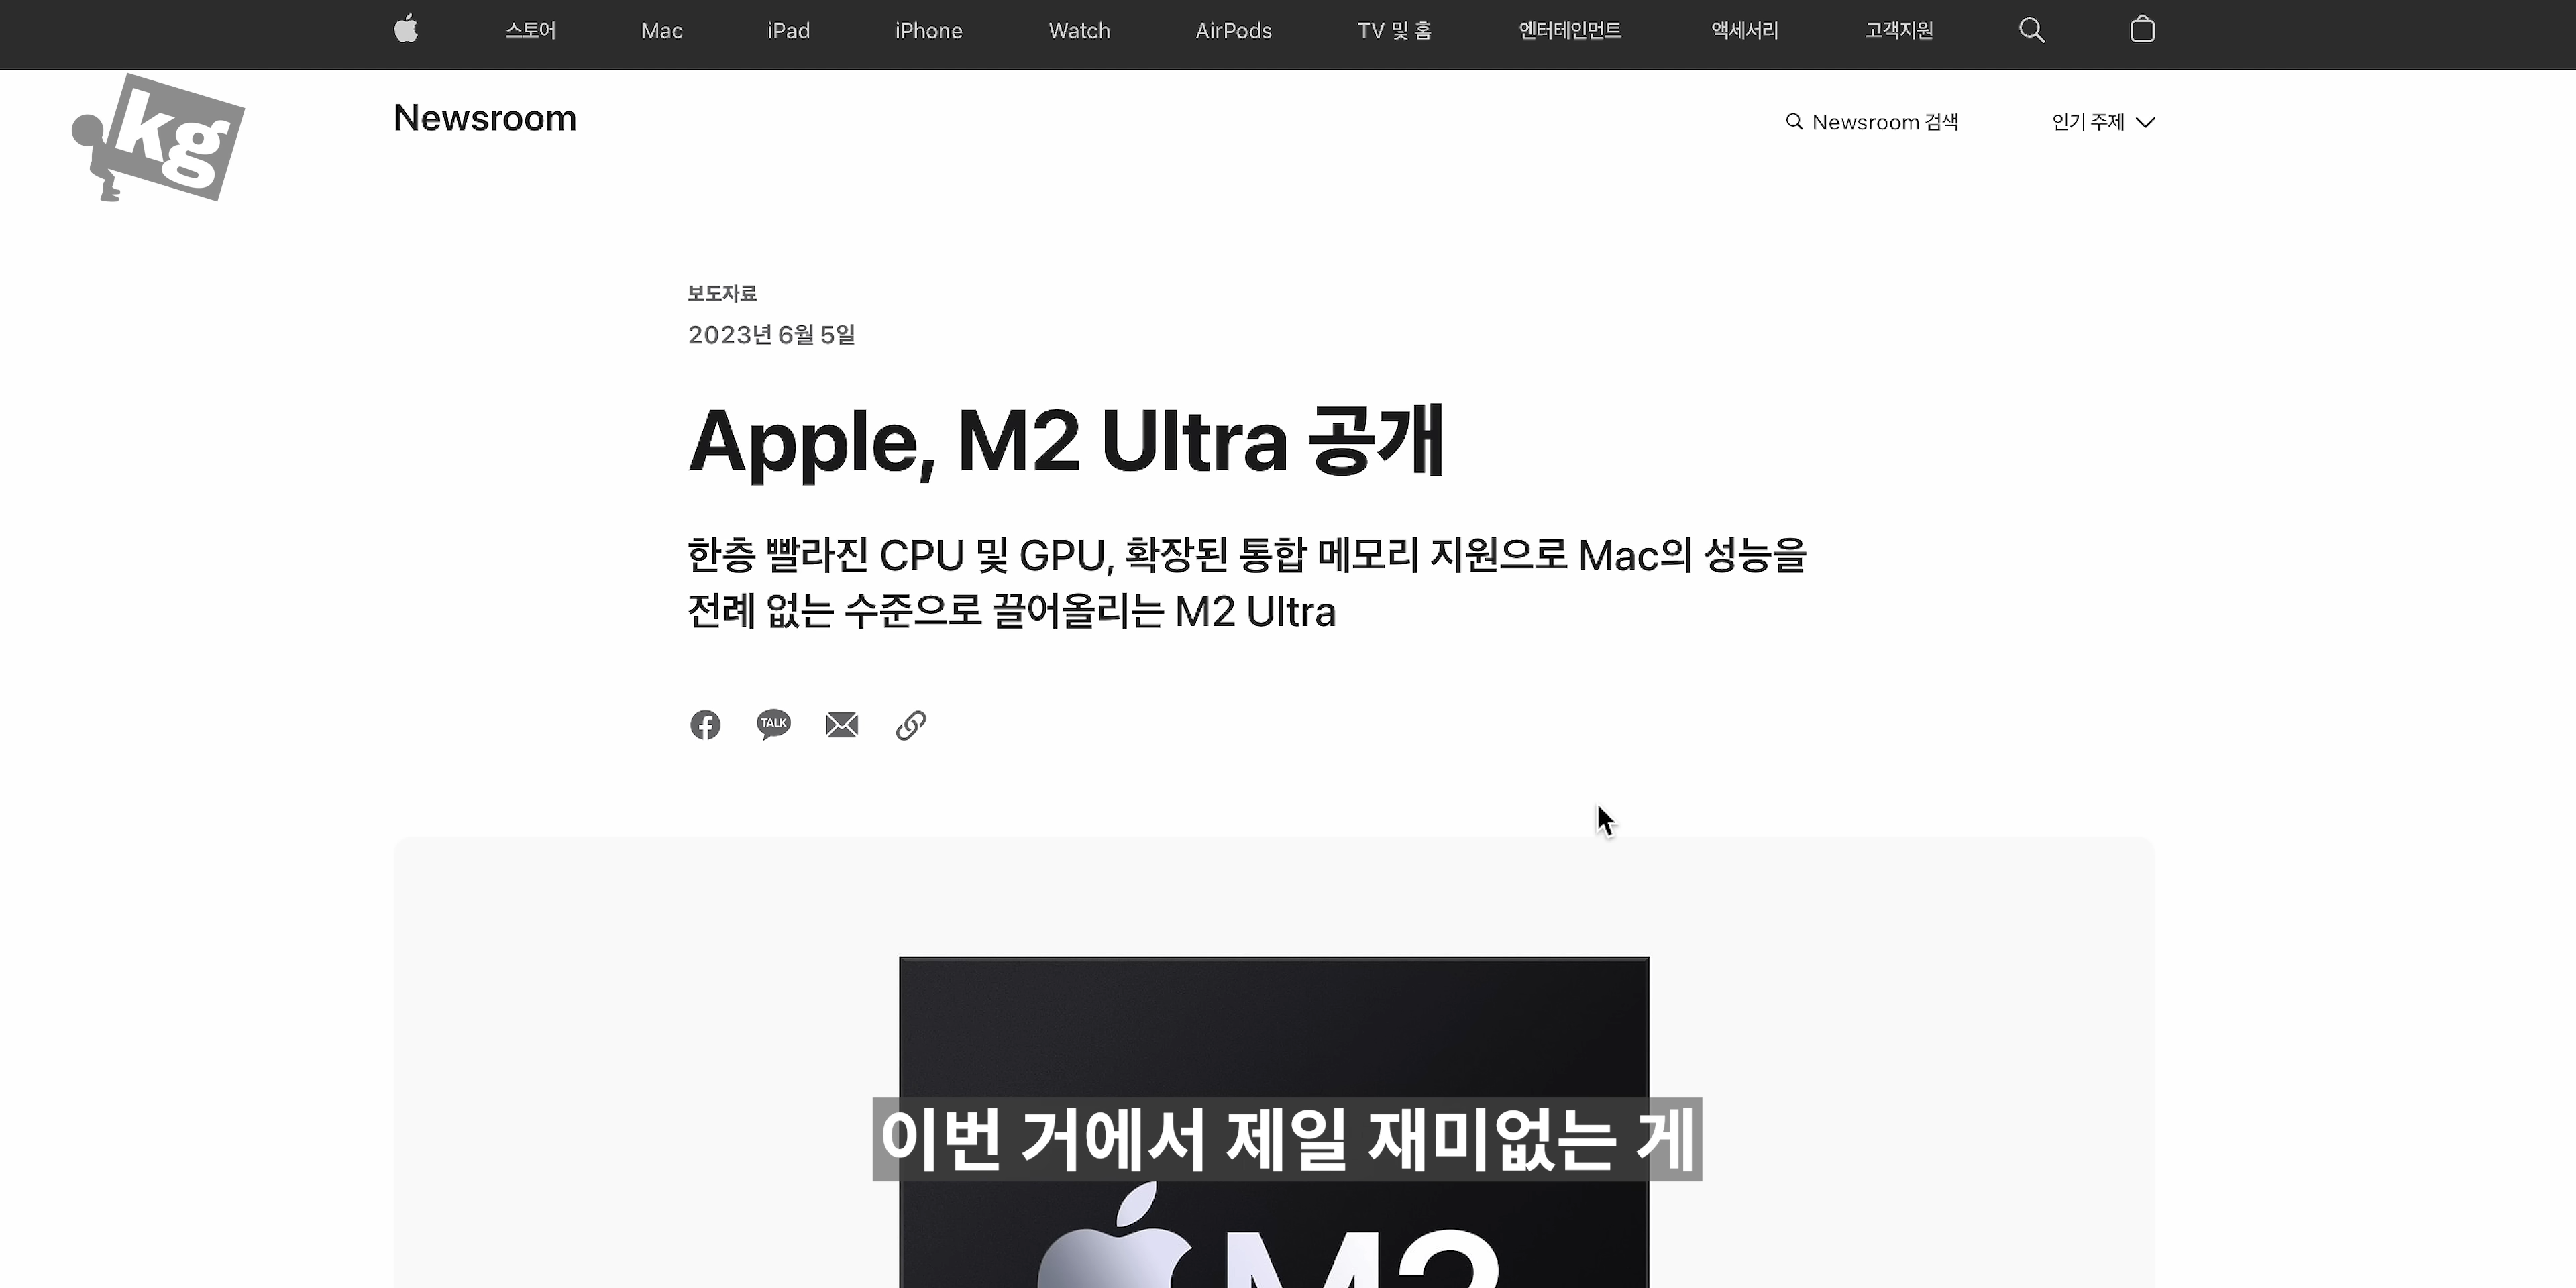 스토어 Mac iPad iPhone Watch AirPods TV 및 홈 엔터테인먼트 액세서리 고객지원
kg
Newsroom
Newsroom 검색
인기 주제
보도자료
2023년 6월 5일
Apple, M2 Ultra 공개
한층 빨라진 CPU 및 GPU, 확장된 통합 메모리 지원으로 Mac의 성능을
전례 없는 수준으로 끌어올리는 M2 Ultra
TALK
이번 거에서 제일 재미없는 게
M2